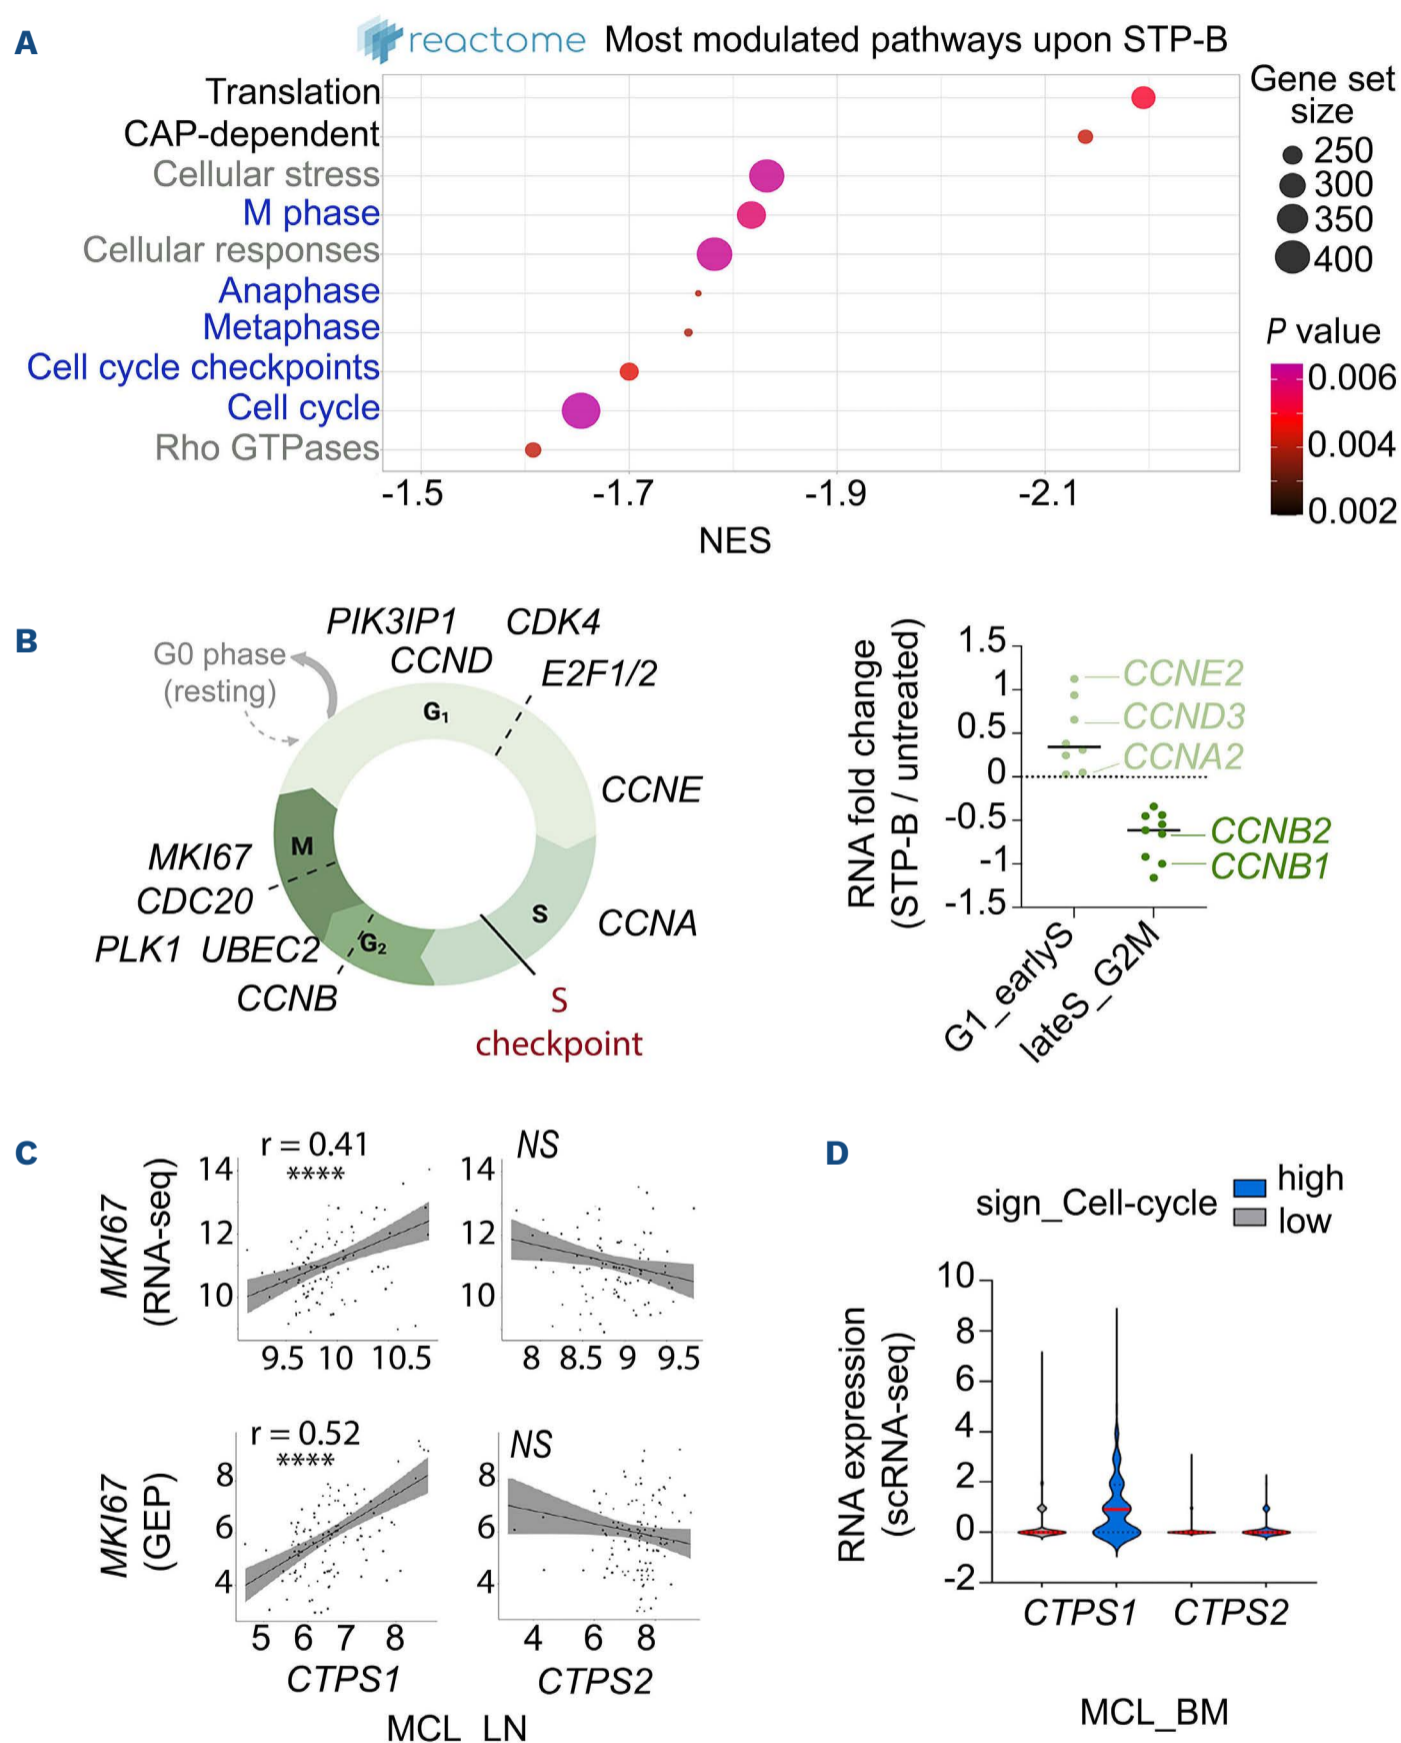 A
reactome Most modulated pathways upon STP-B
Translation
CAP-dependent
Cellular stress
M phase
Cellular responses
Anaphase
Metaphase
Cell cycle checkpoints
Cell cycle
Rho GTPases
-1.5 -1.7 -1.9 -2.1
NES
Gene set
size
250
300
350
400
P value
0.006
0.004
0.002
B
G0 phase
(resting)
PIK3IP1 CDK4
CCND
E2F1/2
G1
CCNE
MKI67
M
CDC20
S
CCNA
PLK1 UBEC2
G2
CCNB
S
checkpoint
RNA fold change
(STP-B / untreated)
1.5
1
0.5
0
-0.5
-1
-1.5
CCNE2
CCND3
CCNA2
CCNB2
CCNB1
G1_earlyS
lateS_G2M
C
MKI67
(RNA-seq)
r = 0.41
****
14
12
10
9.5 10 10.5
NS
14
12
10
8 8.5 9 9.5
MKI67
(GEP)
r = 0.52
****
8
6
4
5 6 7 8
CTPS1
NS
8
6
4
4 6 8
CTPS2
MCL LN
D
sign_Cell-cycle
high
low
RNA expression
(scRNA-seq)
10
8
6
4
2
0
-2
CTPS1 CTPS2
MCL_BM